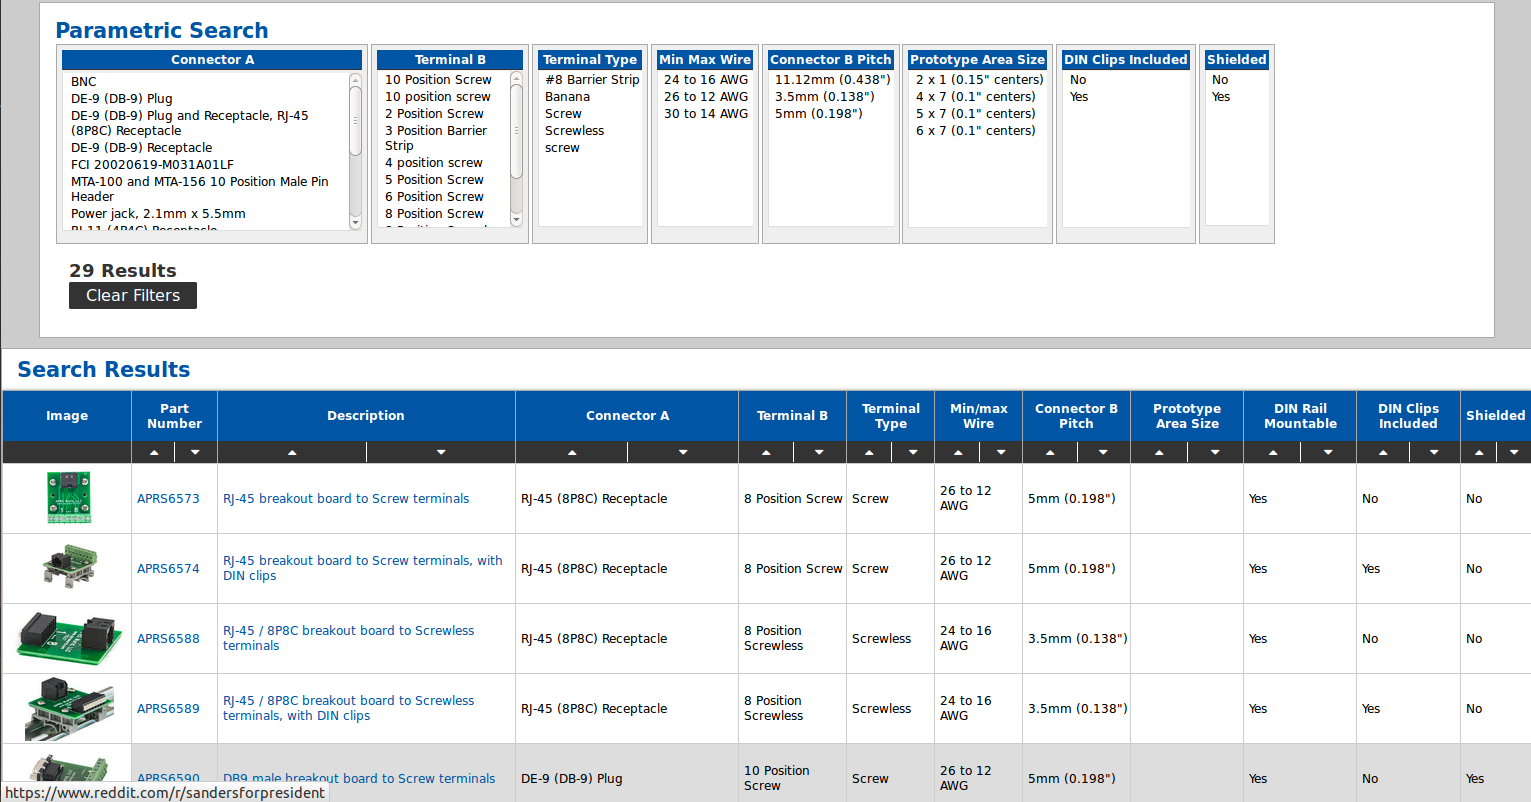 Parametric Search
Connector A
BNC
DE-9 (DB-9) Plug
DE-9 (DB-9) Plug and Receptacle, RJ-45
(8P8C) Receptacle
DE-9 (DB-9) Receptacle
FCI 20020619-M031A01LF
MTA-100 and MTA-156 10 Position Male Pin
Header
Power jack, 2.1mm x 5.5mm
RJ-11 (4P4C) Receptacle
Terminal B
10 Position Screw
10 position screw
2 Position Screw
3 Position Barrier
Strip
4 position screw
5 Position Screw
6 Position Screw
8 Position Screw
Terminal Type
#8 Barrier Strip
Banana
Screw
Screwless
screw
Min Max Wire
24 to 16 AWG
26 to 12 AWG
30 to 14 AWG
Connector B Pitch
11.12mm (0.438")
3.5mm (0.138")
5mm (0.198")
Prototype Area Size
2 x 1 (0.15" centers)
4 x 7 (0.1" centers)
5 x 7 (0.1" centers)
6 x 7 (0.1" centers)
DIN Clips Included
No
Yes
Shielded
No
Yes
29 Results
Clear Filters
Search Results
Image
Part
Number
Description
Connector A
Terminal B
Terminal
Type
Min/max
Wire
Connector B
Pitch
Prototype
Area Size
DIN Rail
Mountable
DIN Clips
Included
Shielded
APRS6573
RJ-45 breakout board to Screw terminals
RJ-45 (8P8C) Receptacle
8 Position Screw
Screw
26 to 12
AWG
5mm (0.198")
Yes
No
No
APRS6574
RJ-45 breakout board to Screw terminals, with
DIN clips
RJ-45 (8P8C) Receptacle
8 Position Screw
Screw
26 to 12
AWG
5mm (0.198")
Yes
Yes
No
APRS6588
RJ-45 / 8P8C breakout board to Screwless
terminals
RJ-45 (8P8C) Receptacle
8 Position
Screwless
Screwless
24 to 16
AWG
3.5mm (0.138")
Yes
No
No
APRS6589
RJ-45 / 8P8C breakout board to Screwless
terminals, with DIN clips
RJ-45 (8P8C) Receptacle
8 Position
Screwless
Screwless
24 to 16
AWG
3.5mm (0.138")
Yes
Yes
No
APRS6590
DB9 male breakout board to Screw terminals
DE-9 (DB-9) Plug
10 Position
Screw
Screw
26 to 12
AWG
5mm (0.198")
Yes
No
Yes
https://www.reddit.com/r/sandersforpresident